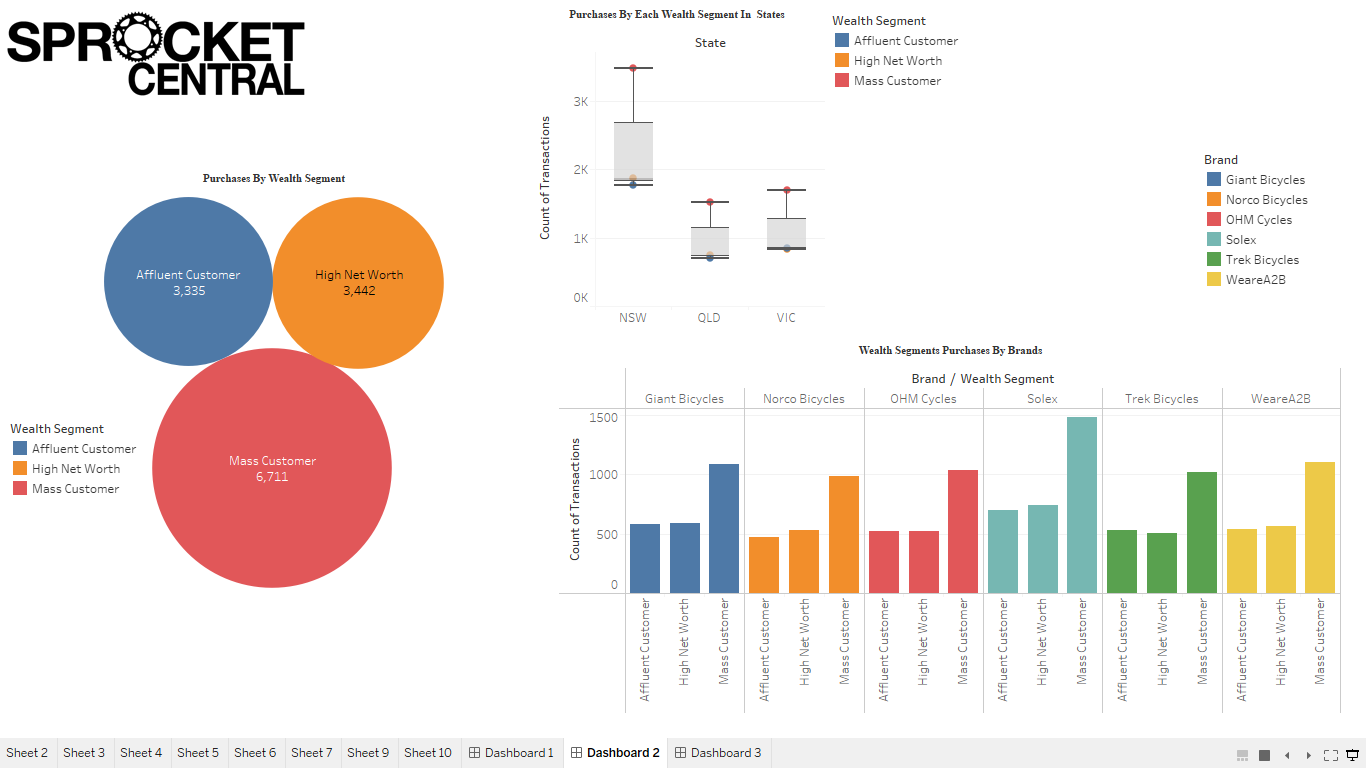 SPROCKET
CENTRAL
Purchases By Wealth Segment
Affluent Customer
3,335
High Net Worth
3,442
Mass Customer
6,711
Wealth Segment
Affluent Customer
High Net Worth
Mass Customer
Purchases By Each Wealth Segment In States
State
Count of Transactions
3K
2K
1K
0K
NSW QLD VIC
Wealth Segment
Affluent Customer
High Net Worth
Mass Customer
Brand
Giant Bicycles
Norco Bicycles
OHM Cycles
Solex
Trek Bicycles
WeareA2B
Wealth Segments Purchases By Brands
Brand / Wealth Segment
Giant Bicycles Norco Bicycles OHM Cycles Solex Trek Bicycles WeareA2B
Count of Transactions
1500
1000
500
0
Affluent Customer High Net Worth Mass Customer Affluent Customer High Net Worth Mass Customer Affluent Customer High Net Worth Mass Customer Affluent Customer High Net Worth Mass Customer Affluent Customer High Net Worth Mass Customer Affluent Customer High Net Worth Mass Customer
Sheet 2 Sheet 3 Sheet 4 Sheet 5 Sheet 6 Sheet 7 Sheet 9 Sheet 10 Dashboard 1 Dashboard 2 Dashboard 3